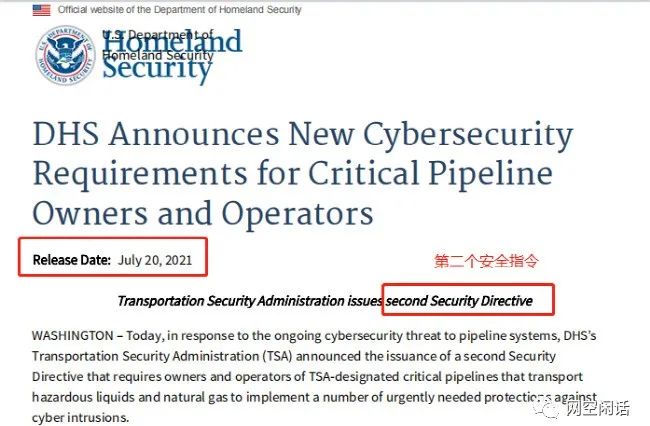 Official website of the Department of Homeland Security
U.S. Department of
Homeland Security
Homeland
Security
DHS Announces New Cybersecurity
Requirements for Critical Pipeline
Owners and Operators
Release Date: July 20, 2021
第二个安全指令
Transportation Security Administration issues second Security Directive
WASHINGTON – Today, in response to the ongoing cybersecurity threat to pipeline systems, DHS's
Transportation Security Administration (TSA) announced the issuance of a second Security
Directive that requires owners and operators of TSA-designated critical pipelines that transport
hazardous liquids and natural gas to implement a number of urgently needed protections against
cyber intrusions.
网空闲话